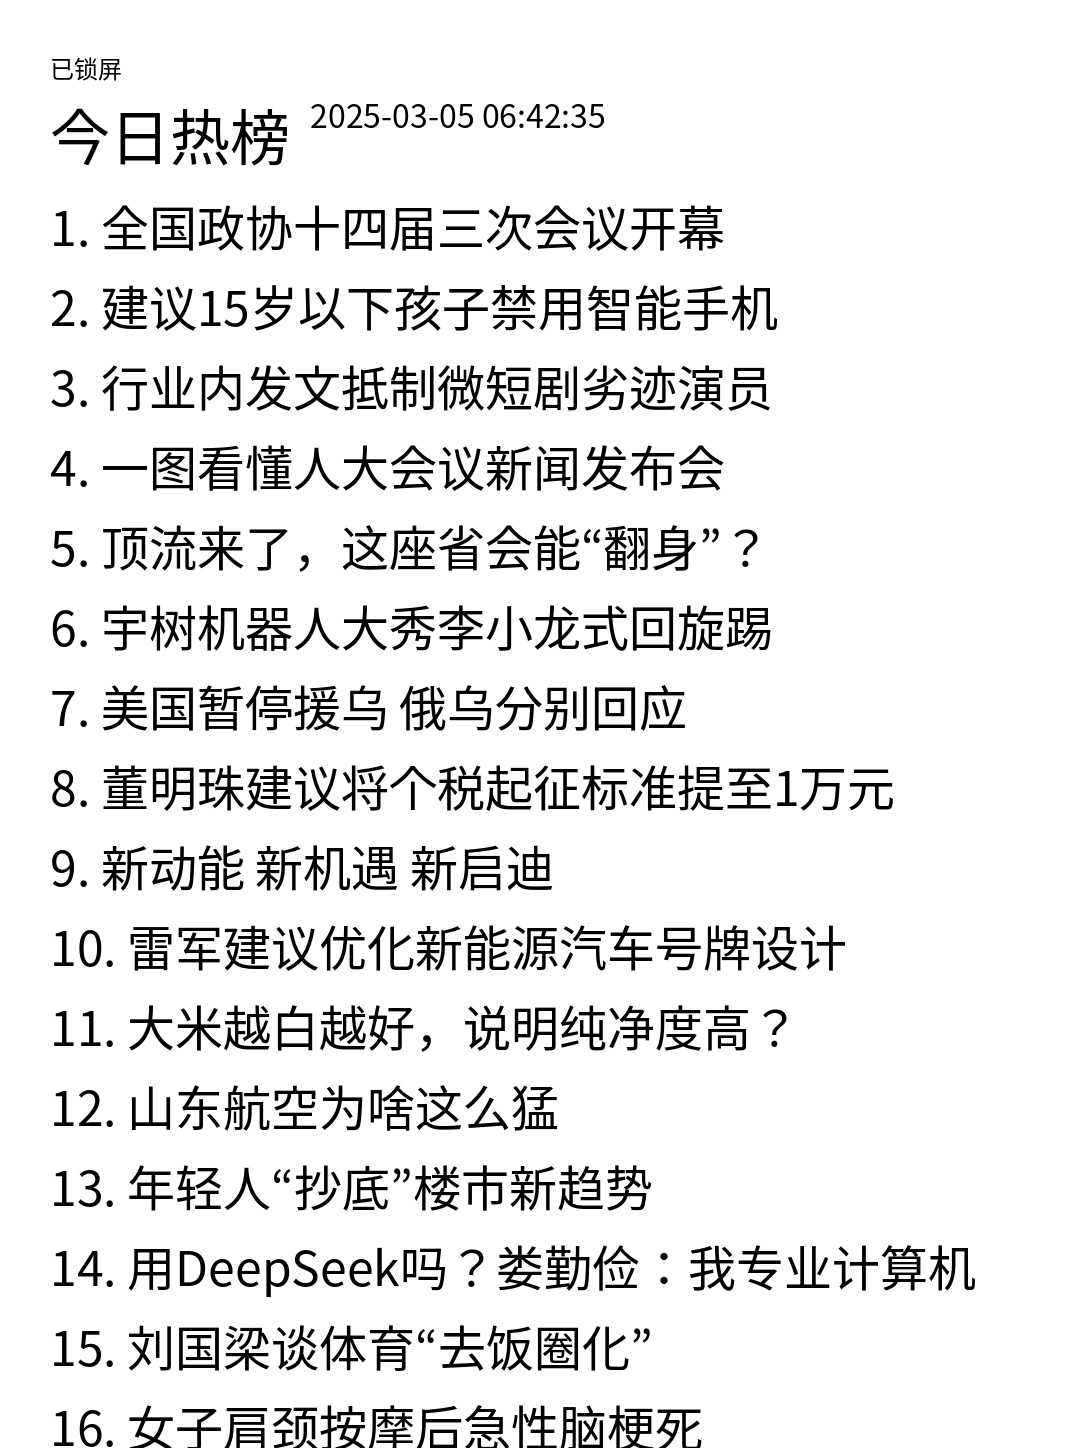 已锁屏
今日热榜 2025-03-05 06:42:35
1. 全国政协十四届三次会议开幕
2. 建议15岁以下孩子禁用智能手机
3. 行业内发文抵制微短剧劣迹演员
4. 一图看懂人大会议新闻发布会
5. 顶流来了，这座省会能“翻身”？
6. 宇树机器人大秀李小龙式回旋踢
7. 美国暂停援乌 俄乌分别回应
8. 董明珠建议将个税起征标准提至1万元
9. 新动能 新机遇 新启迪
10. 雷军建议优化新能源汽车号牌设计
11. 大米越白越好，说明纯净度高？
12. 山东航空为啥这么猛
13. 年轻人“抄底”楼市新趋势
14. 用DeepSeek吗？娄勤俭：我专业计算机
15. 刘国梁谈体育“去饭圈化”
16. 女子肩颈按摩后急性脑梗死